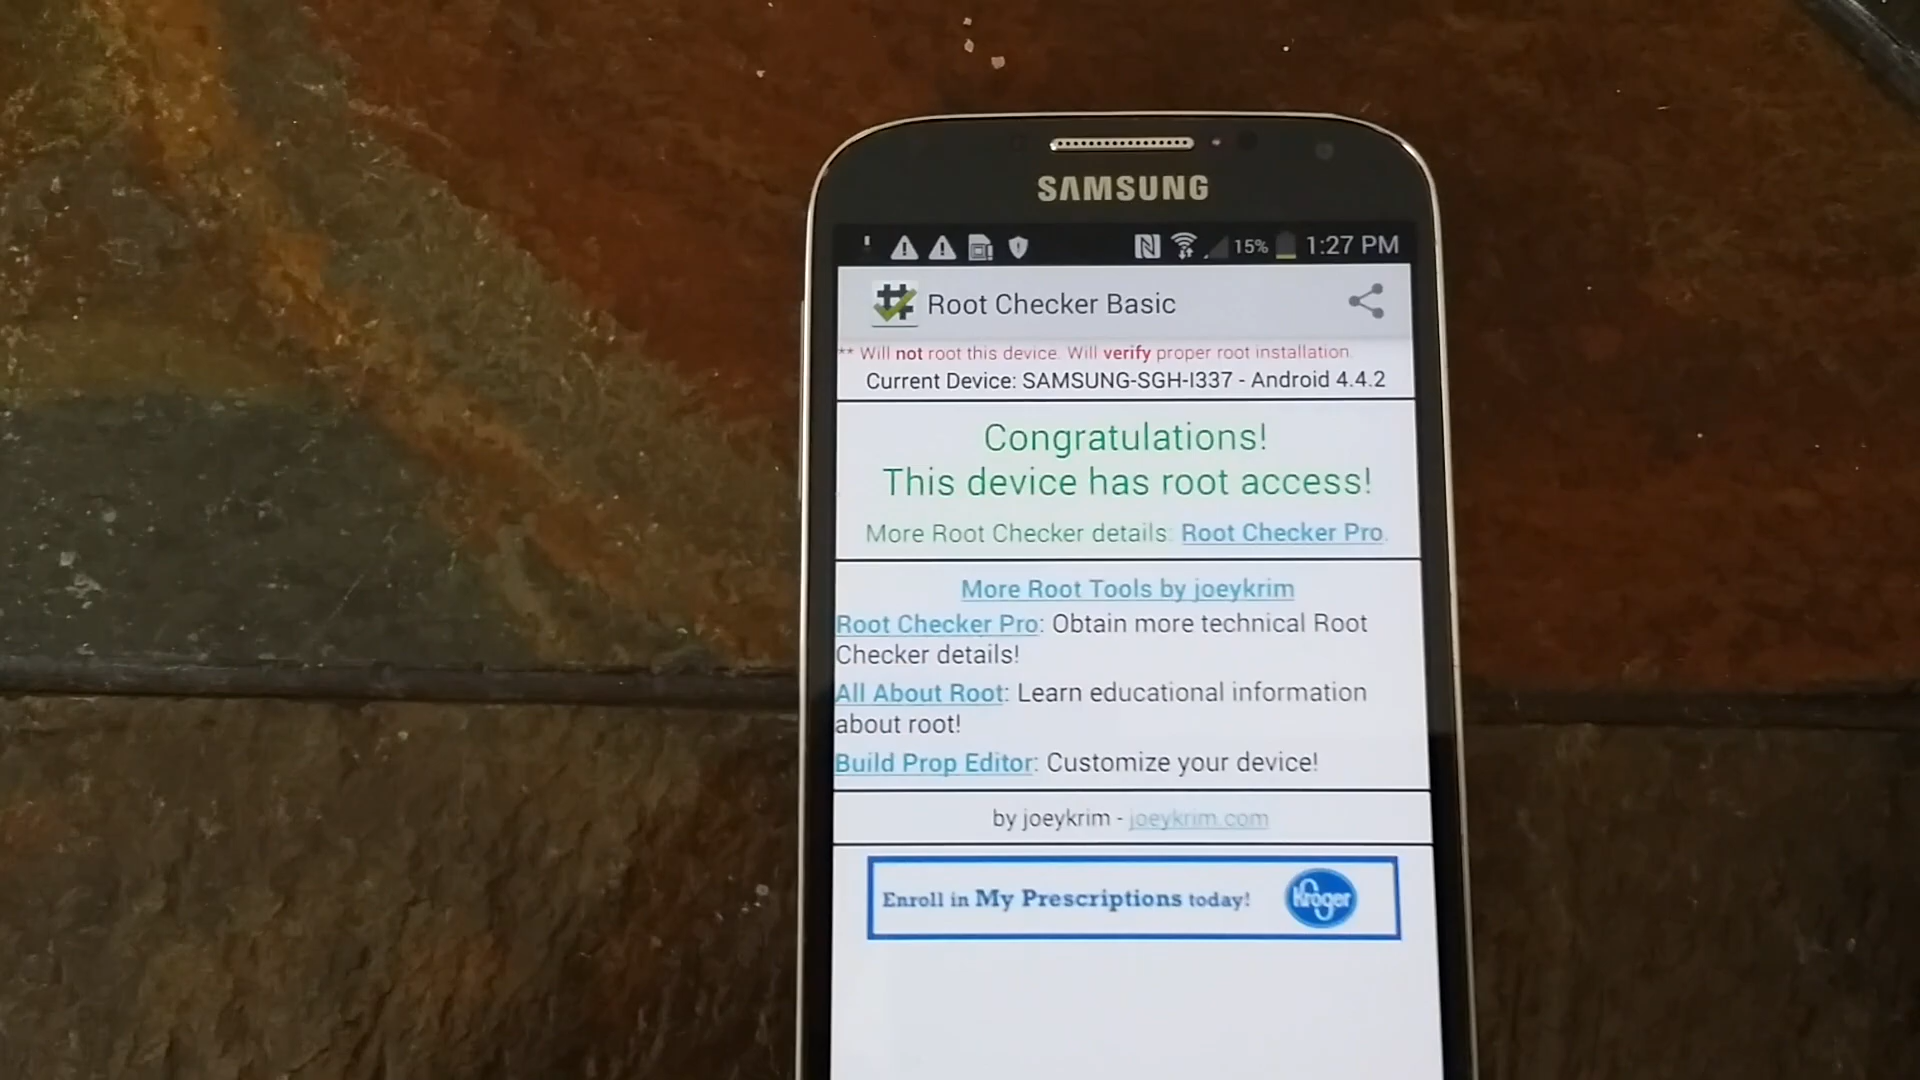 SAMSUNG
15% 1:27 PM
Root Checker Basic
** Will not root this device. Will verify proper root installation.
Current Device: SAMSUNG-SGH-I337 - Android 4.4.2
Congratulations!
This device has root access!
More Root Checker details: Root Checker Pro.
More Root Tools by joeykrim
Root Checker Pro: Obtain more technical Root
Checker details!
All About Root: Learn educational information
about root!
Build Prop Editor: Customize your device!
by joeykrim - joeykrim.com
Enroll in My Prescriptions today! Kroger